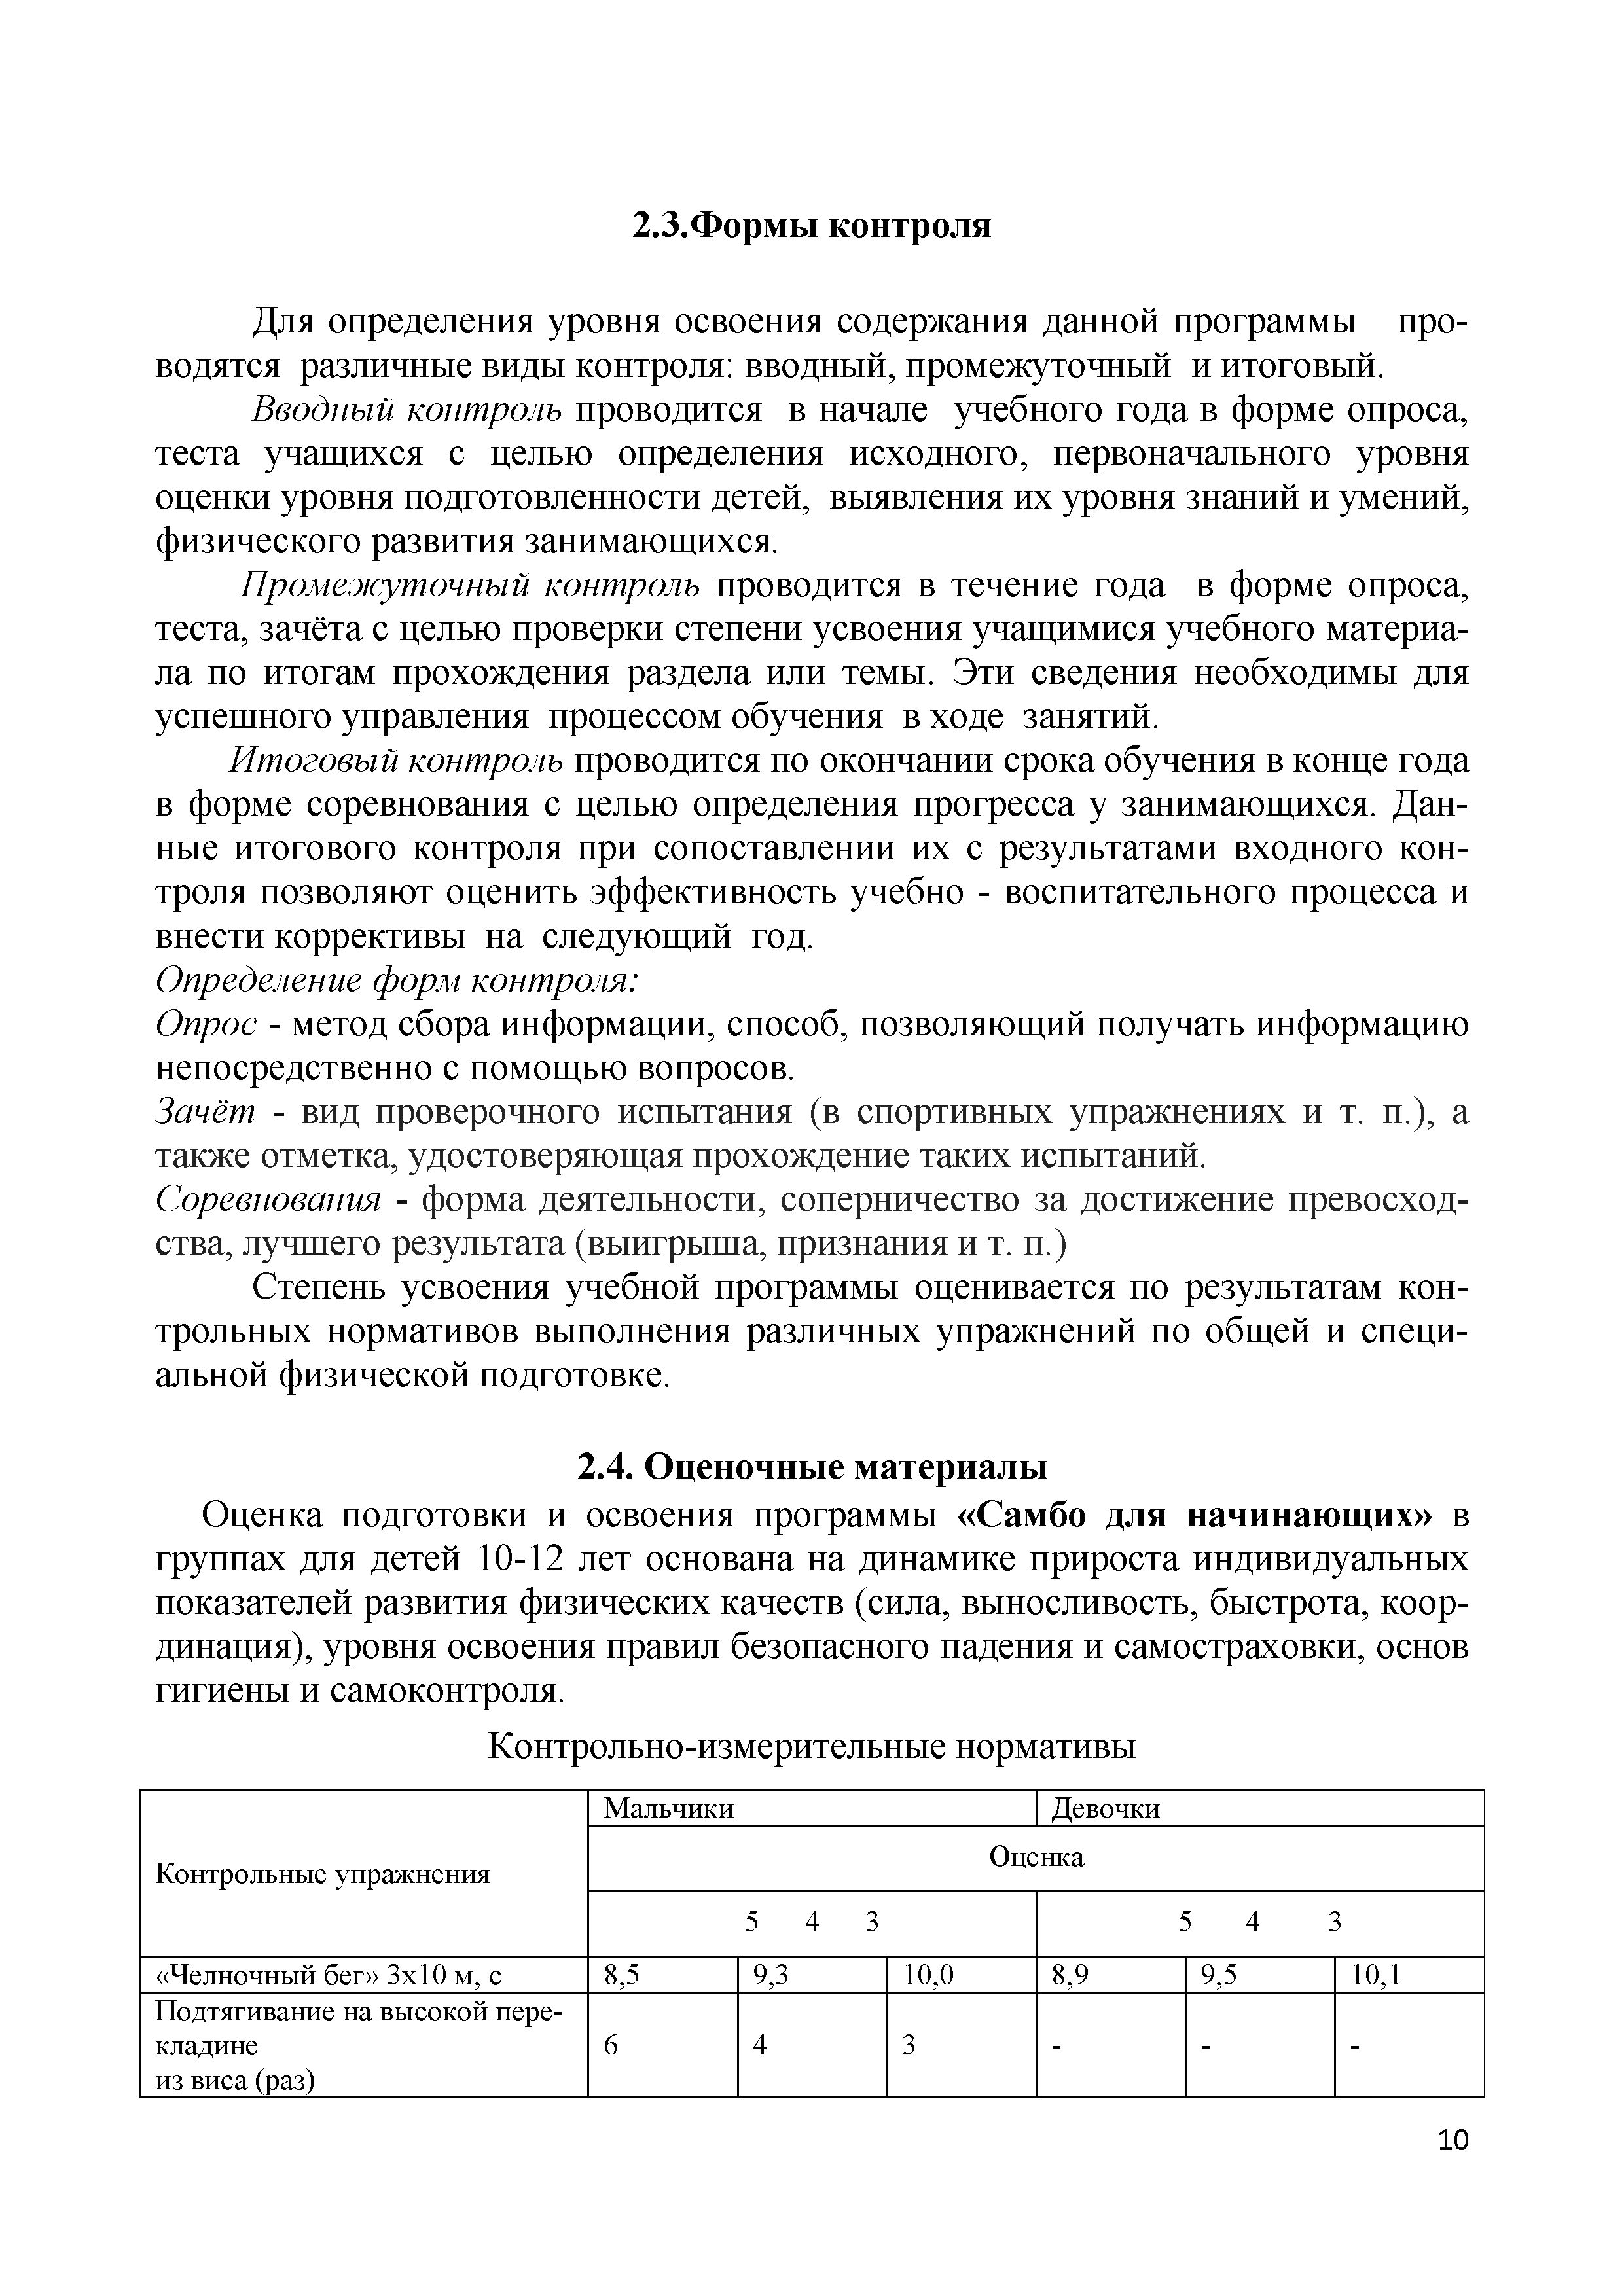 2.3.Формы контроля
Для определения уровня освоения содержания данной программы про-
водятся различные виды контроля: вводный, промежуточный и итоговый.
Вводный контроль проводится в начале учебного года в форме опроса,
теста учащихся с целью определения исходного, первоначального уровня
оценки уровня подготовленности детей, выявления их уровня знаний и умений,
физического развития занимающихся.
Промежуточный контроль проводится в течение года в форме опроса,
теста, зачёта с целью проверки степени усвоения учащимися учебного материа-
ла по итогам прохождения раздела или темы. Эти сведения необходимы для
успешного управления процессом обучения в ходе занятий.
Итоговый контроль проводится по окончании срока обучения в конце года
в форме соревнования с целью определения прогресса у занимающихся. Дан-
ные итогового контроля при сопоставлении их с результатами входного кон-
троля позволяют оценить эффективность учебно - воспитательного процесса и
внести коррективы на следующий год.
Определение форм контроля:
Опрос - метод сбора информации, способ, позволяющий получать информацию
непосредственно с помощью вопросов.
Зачёт - вид проверочного испытания (в спортивных упражнениях и т. п.), а
также отметка, удостоверяющая прохождение таких испытаний.
Соревнования - форма деятельности, соперничество за достижение превосход-
ства, лучшего результата (выигрыша, признания и т. п.)
Степень усвоения учебной программы оценивается по результатам кон-
трольных нормативов выполнения различных упражнений по общей и специ-
альной физической подготовке.
2.4. Оценочные материалы
Оценка подготовки и освоения программы «Самбо для начинающих» в
группах для детей 10-12 лет основана на динамике прироста индивидуальных
показателей развития физических качеств (сила, выносливость, быстрота, коор-
динация), уровня освоения правил безопасного падения и самостраховки, основ
гигиены и самоконтроля.
Контрольно-измерительные нормативы
Мальчики Девочки
Оценка
Контрольные упражнения
5 4 3 5 4 3
«Челночный бег» 3х10 м, с 8,5 9,3 10,0 8,9 9,5 10,1
Подтягивание на высокой пере-
кладине 6 4 3 - - -
из виса (раз)
10